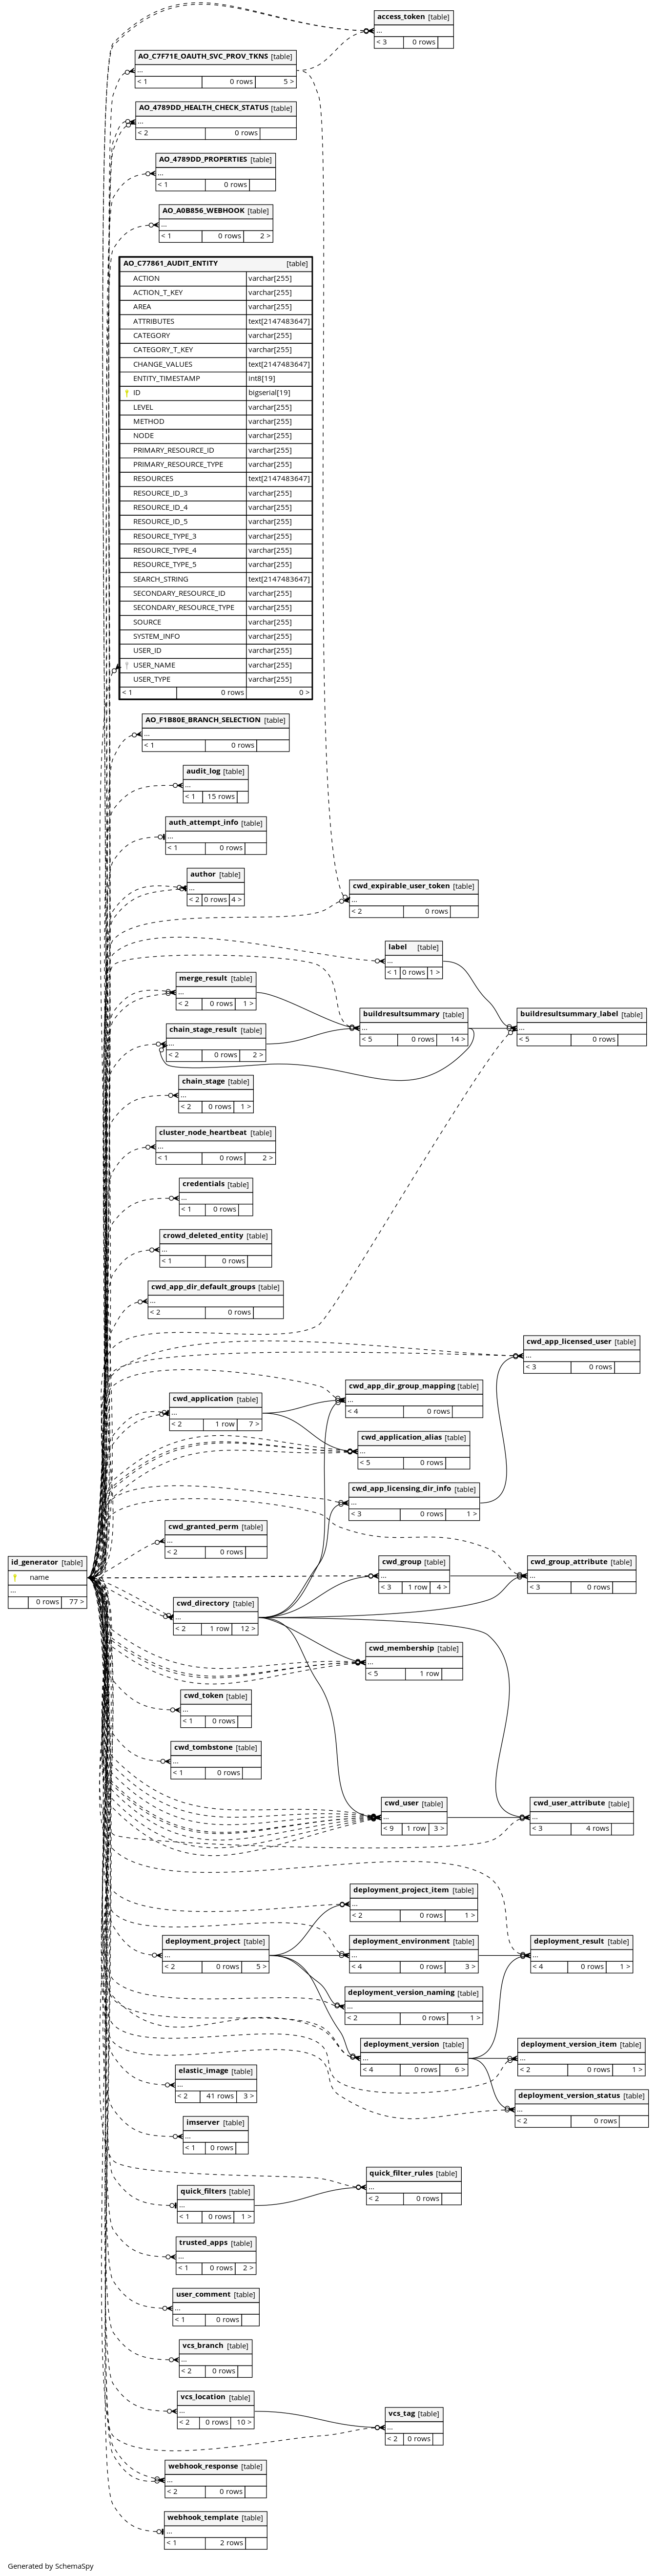 access_token [table]
...
< 3 0 rows
AO_C7F71E_OAUTH_SVC_PROV_TKNS [table]
...
< 1 0 rows 5 >
AO_4789DD_HEALTH_CHECK_STATUS [table]
...
< 2 0 rows
AO_4789DD_PROPERTIES [table]
...
< 1 0 rows
AO_A0B856_WEBHOOK [table]
...
< 1 0 rows 2 >
AO_C77861_AUDIT_ENTITY [table]
ACTION varchar[255]
ACTION_T_KEY varchar[255]
AREA varchar[255]
ATTRIBUTES text[2147483647]
CATEGORY varchar[255]
CATEGORY_T_KEY varchar[255]
CHANGE_VALUES text[2147483647]
ENTITY_TIMESTAMP int8[19]
ID bigserial[19]
LEVEL varchar[255]
METHOD varchar[255]
NODE varchar[255]
PRIMARY_RESOURCE_ID varchar[255]
PRIMARY_RESOURCE_TYPE varchar[255]
RESOURCES text[2147483647]
RESOURCE_ID_3 varchar[255]
RESOURCE_ID_4 varchar[255]
RESOURCE_ID_5 varchar[255]
RESOURCE_TYPE_3 varchar[255]
RESOURCE_TYPE_4 varchar[255]
RESOURCE_TYPE_5 varchar[255]
SEARCH_STRING text[2147483647]
SECONDARY_RESOURCE_ID varchar[255]
SECONDARY_RESOURCE_TYPE varchar[255]
SOURCE varchar[255]
SYSTEM_INFO varchar[255]
USER_ID varchar[255]
USER_NAME varchar[255]
USER_TYPE varchar[255]
< 1 0 rows 0 >
AO_F1B80E_BRANCH_SELECTION [table]
...
< 1 0 rows
audit_log [table]
...
< 1 15 rows
auth_attempt_info [table]
...
< 1 0 rows
author [table]
...
< 2 0 rows 4 >
cwd_expirable_user_token [table]
...
< 2 0 rows
label [table]
...
< 1 0 rows 1 >
merge_result [table]
...
< 2 0 rows 1 >
buildresultsummary [table]
...
< 5 0 rows 14 >
buildresultsummary_label [table]
...
< 5 0 rows
chain_stage_result [table]
...
< 2 0 rows 2 >
chain_stage [table]
...
< 2 0 rows 1 >
cluster_node_heartbeat [table]
...
< 1 0 rows 2 >
credentials [table]
...
< 1 0 rows
crowd_deleted_entity [table]
...
< 1 0 rows
cwd_app_dir_default_groups [table]
...
< 2 0 rows
cwd_app_licensed_user [table]
...
< 3 0 rows
cwd_app_dir_group_mapping [table]
...
< 4 0 rows
cwd_application [table]
...
< 2 1 row 7 >
cwd_application_alias [table]
...
< 5 0 rows
cwd_app_licensing_dir_info [table]
...
< 3 0 rows 1 >
cwd_granted_perm [table]
...
< 2 0 rows
id_generator [table]
name
...
0 rows 77 >
cwd_group [table]
...
< 3 1 row 4 >
cwd_group_attribute [table]
...
< 3 0 rows
cwd_directory [table]
...
< 2 1 row 12 >
cwd_membership [table]
...
< 5 1 row
cwd_token [table]
...
< 1 0 rows
cwd_tombstone [table]
...
< 1 0 rows
cwd_user [table]
...
< 9 1 row 3 >
cwd_user_attribute [table]
...
< 3 4 rows
deployment_project_item [table]
...
< 2 0 rows 1 >
deployment_project [table]
...
< 2 0 rows 5 >
deployment_environment [table]
...
< 4 0 rows 3 >
deployment_result [table]
...
< 4 0 rows 1 >
deployment_version_naming [table]
...
< 2 0 rows 1 >
deployment_version [table]
...
< 4 0 rows 6 >
deployment_version_item [table]
...
< 2 0 rows 1 >
elastic_image [table]
...
< 2 41 rows 3 >
deployment_version_status [table]
...
< 2 0 rows
imserver [table]
...
< 1 0 rows
quick_filter_rules [table]
...
< 2 0 rows
quick_filters [table]
...
< 1 0 rows 1 >
trusted_apps [table]
...
< 1 0 rows 2 >
user_comment [table]
...
< 1 0 rows
vcs_branch [table]
...
< 2 0 rows
vcs_location [table]
...
< 2 0 rows 10 >
vcs_tag [table]
...
< 2 0 rows
webhook_response [table]
...
< 2 0 rows
webhook_template [table]
...
< 1 2 rows
Generated by SchemaSpy